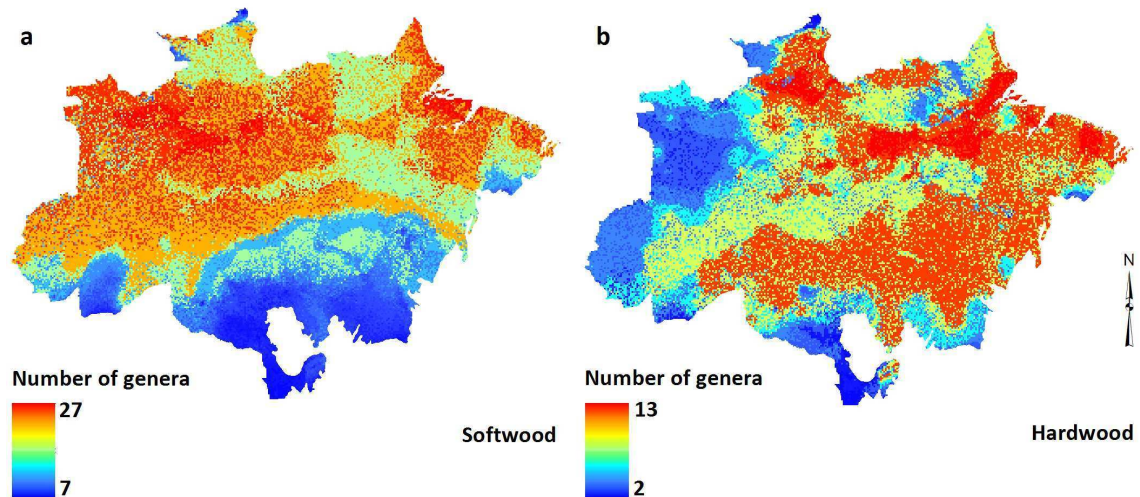 a
Number of genera
27
7
Softwood
b
N
Number of genera
13
2
Hardwood